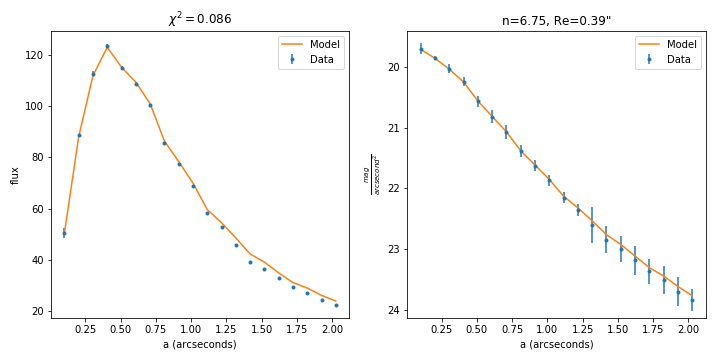 χ² = 0.086
Model
Data
flux
120
100
80
60
40
20
0.25 0.50 0.75 1.00 1.25 1.50 1.75 2.00
a (arcseconds)
n=6.75, Re=0.39"
Model
Data
mag
arcsecond²
20
21
22
23
24
0.25 0.50 0.75 1.00 1.25 1.50 1.75 2.00
a (arcseconds)